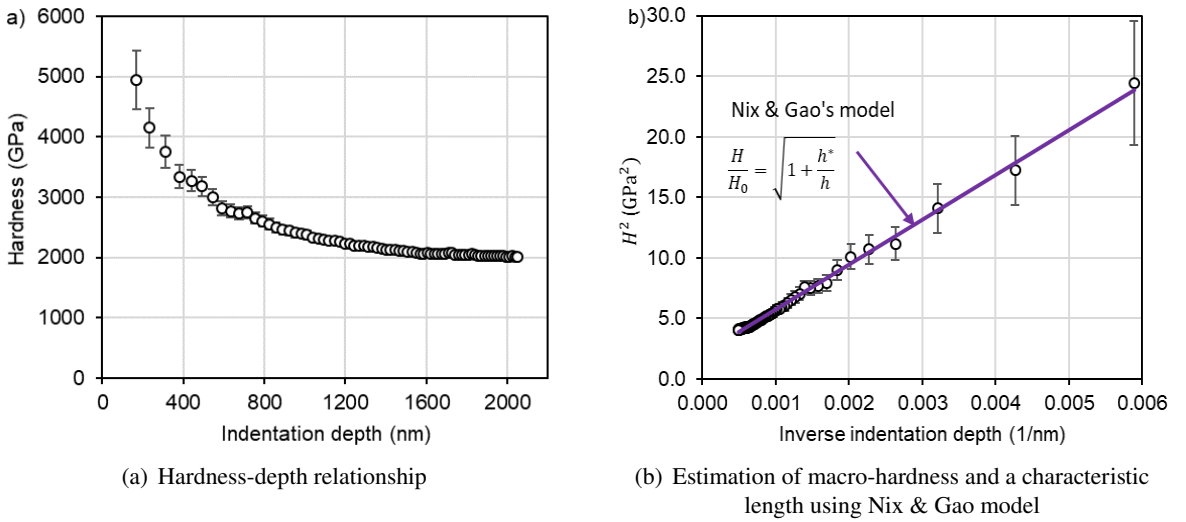 a)
6000
5000
4000
3000
2000
1000
0
Hardness (GPa)
0 400 800 1200 1600 2000
Indentation depth (nm)
(a) Hardness-depth relationship
b)
30.0
25.0
20.0
15.0
10.0
5.0
0.0
H² (GPa²)
Nix & Gao's model
H/H₀ = √(1 + h*/h)
0.000 0.001 0.002 0.003 0.004 0.005 0.006
Inverse indentation depth (1/nm)
(b) Estimation of macro-hardness and a characteristic
length using Nix & Gao model